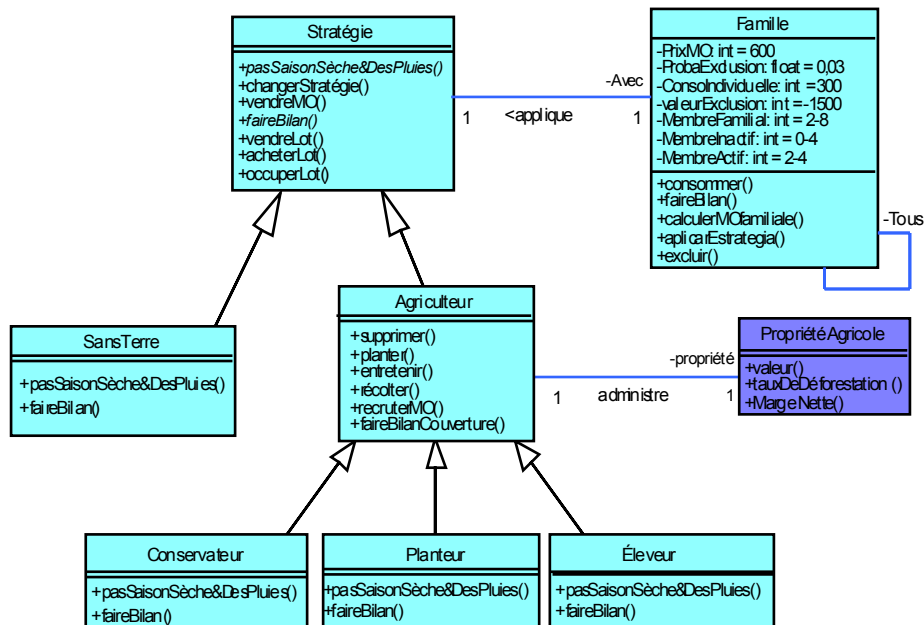 Stratégie
+pasSaisonSèche&DesPluies()
+changerStratégie()
+vendreMO()
+faireBilan()
+vendreLot()
+acheterLot()
+occuperLot()
Famille
-PrixMO: int = 600
-ProbaExclusion: float = 0,03
-ConsoIndividuelle: int =300
-valeurExclusion: int =-1500
-MembreFamilial: int = 2-8
-MembreInactif: int = 0-4
-MembreActif: int = 2-4
+consommer()
+faireBilan()
+calculerMOfamiliale()
+aplicarEstrategia()
+excluir()
-Avec
1
<applique
1
-Tous
SansTerre
+pasSaisonSèche&DesPluies()
+faireBilan()
Agriculteur
+supprimer()
+planter()
+entretenir()
+récolter()
+recruterMO()
+faireBilanCouverture()
-propriété
1
administre
1
PropriétéAgricole
+valeur()
+tauxDeDéforestation ()
+MargeNette()
Conservateur
+pasSaisonSèche&DesPluies()
+faireBilan()
Planteur
+pasSaisonSèche&DesPluies()
+faireBilan()
Éleveur
+pasSaisonSèche&DesPluies()
+faireBilan()